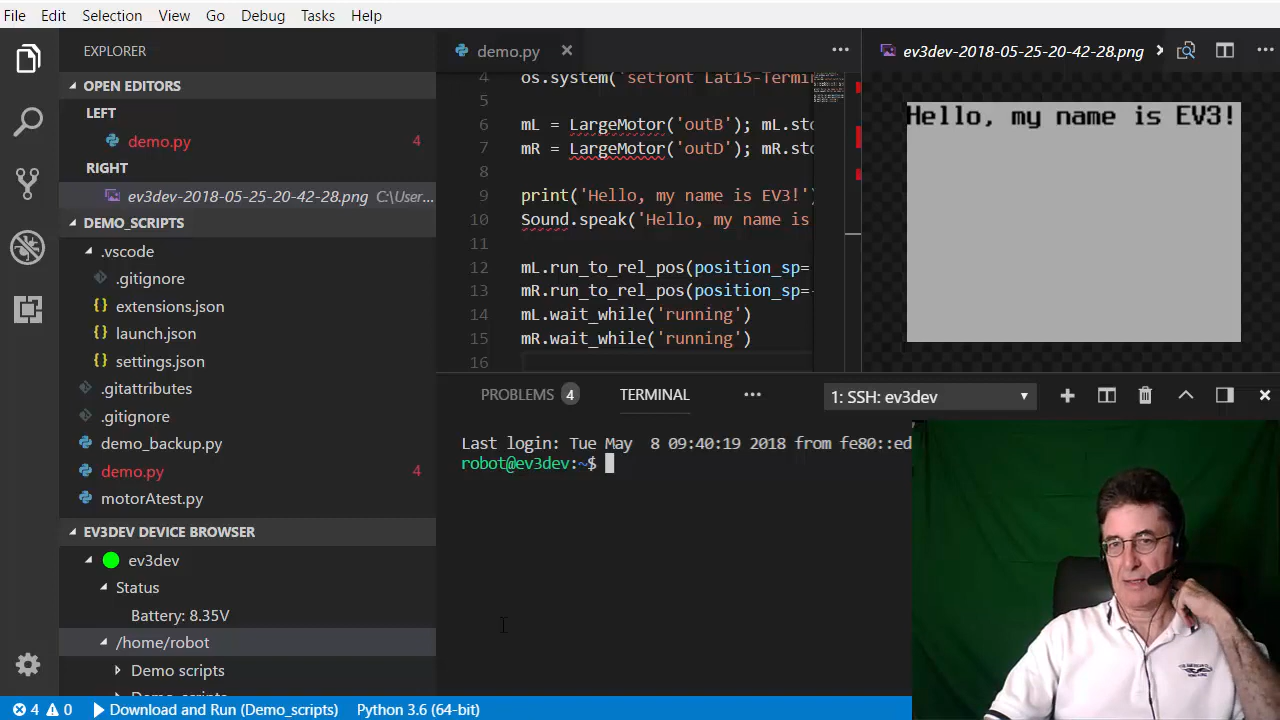 File Edit Selection View Go Debug Tasks Help
EXPLORER
OPEN EDITORS
LEFT
demo.py 4
RIGHT
ev3dev-2018-05-25-20-42-28.png C:\User...
DEMO_SCRIPTS
.vscode
.gitignore
{} extensions.json
{} launch.json
{} settings.json
.gitattributes
.gitignore
demo_backup.py
demo.py 4
motorAtest.py
EV3DEV DEVICE BROWSER
ev3dev
Status
Battery: 8.35V
/home/robot
Demo scripts
demo.py
4 os.system('setfont Lat15-Termi
5
6 mL = LargeMotor('outB'); mL.sto
7 mR = LargeMotor('outD'); mR.sto
8
9 print('Hello, my name is EV3!')
10 Sound.speak('Hello, my name is
11
12 mL.run_to_rel_pos(position_sp=
13 mR.run_to_rel_pos(position_sp=
14 mL.wait_while('running')
15 mR.wait_while('running')
16
ev3dev-2018-05-25-20-42-28.png
Hello, my name is EV3!
PROBLEMS 4 TERMINAL ... 1: SSH: ev3dev
Last login: Tue May  8 09:40:19 2018 from fe80::ed
robot@ev3dev:~$
4 0 Download and Run (Demo_scripts) Python 3.6 (64-bit)